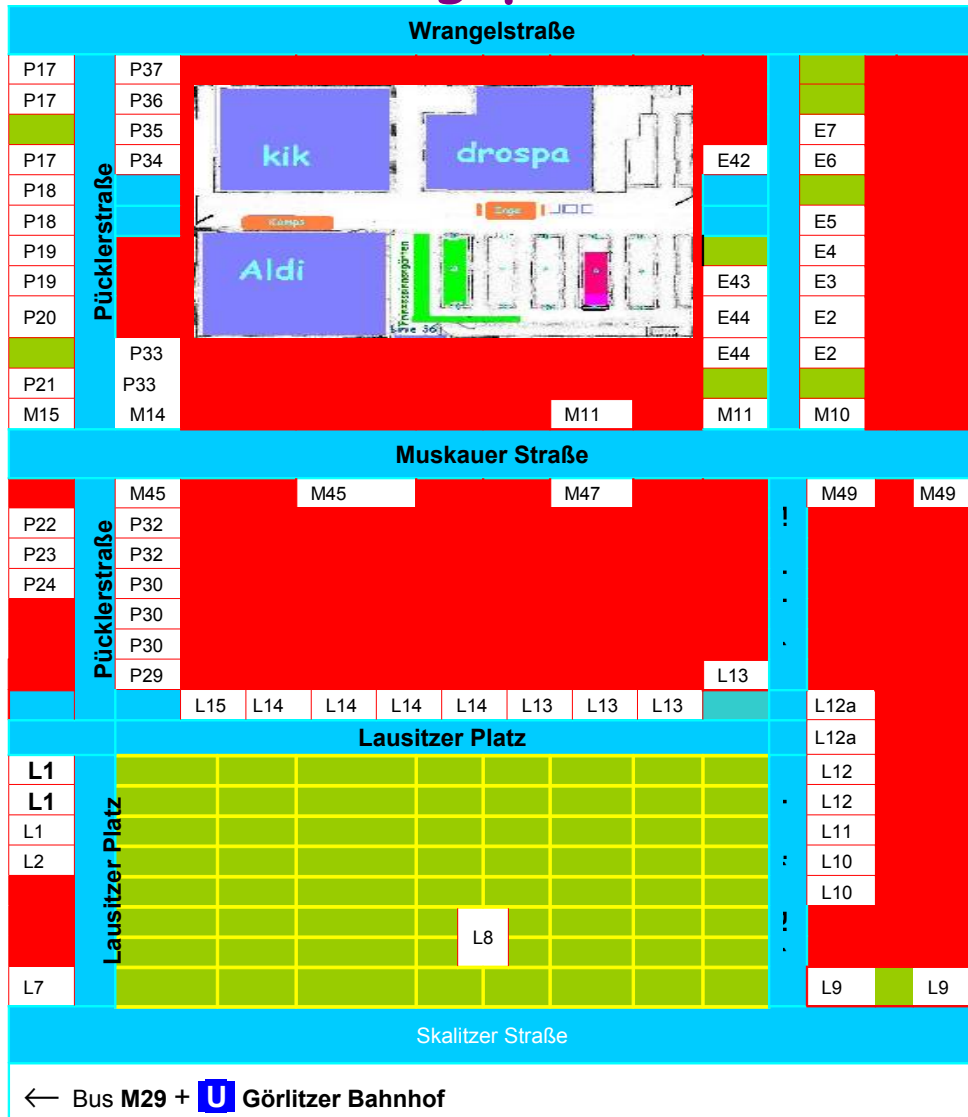 Wrangelstraße
P17 P37
P17 P36
P35 E7
P17 P34 E42 E6
P18
P18 E5
P19 E4
P19 E43 E3
P20 E44 E2
P33 E44 E2
P21 P33
M15 M14 M11 M11 M10
Pücklerstraße
kik drospa
Kamps
Aldi
Muskauer Straße
M45 M45 M47 M49 M49
P22 P32
P23 P32
P24 P30
P30
P30
P29 L13
Pücklerstraße
L15 L14 L14 L14 L14 L13 L13 L13 L12a
Lausitzer Platz L12a
L1 L12
L1 L12
L1 L11
L2 L10
L10
Lausitzer Platz
L8
L7 L9 L9
Skalitzer Straße
← Bus M29 + U Görlitzer Bahnhof